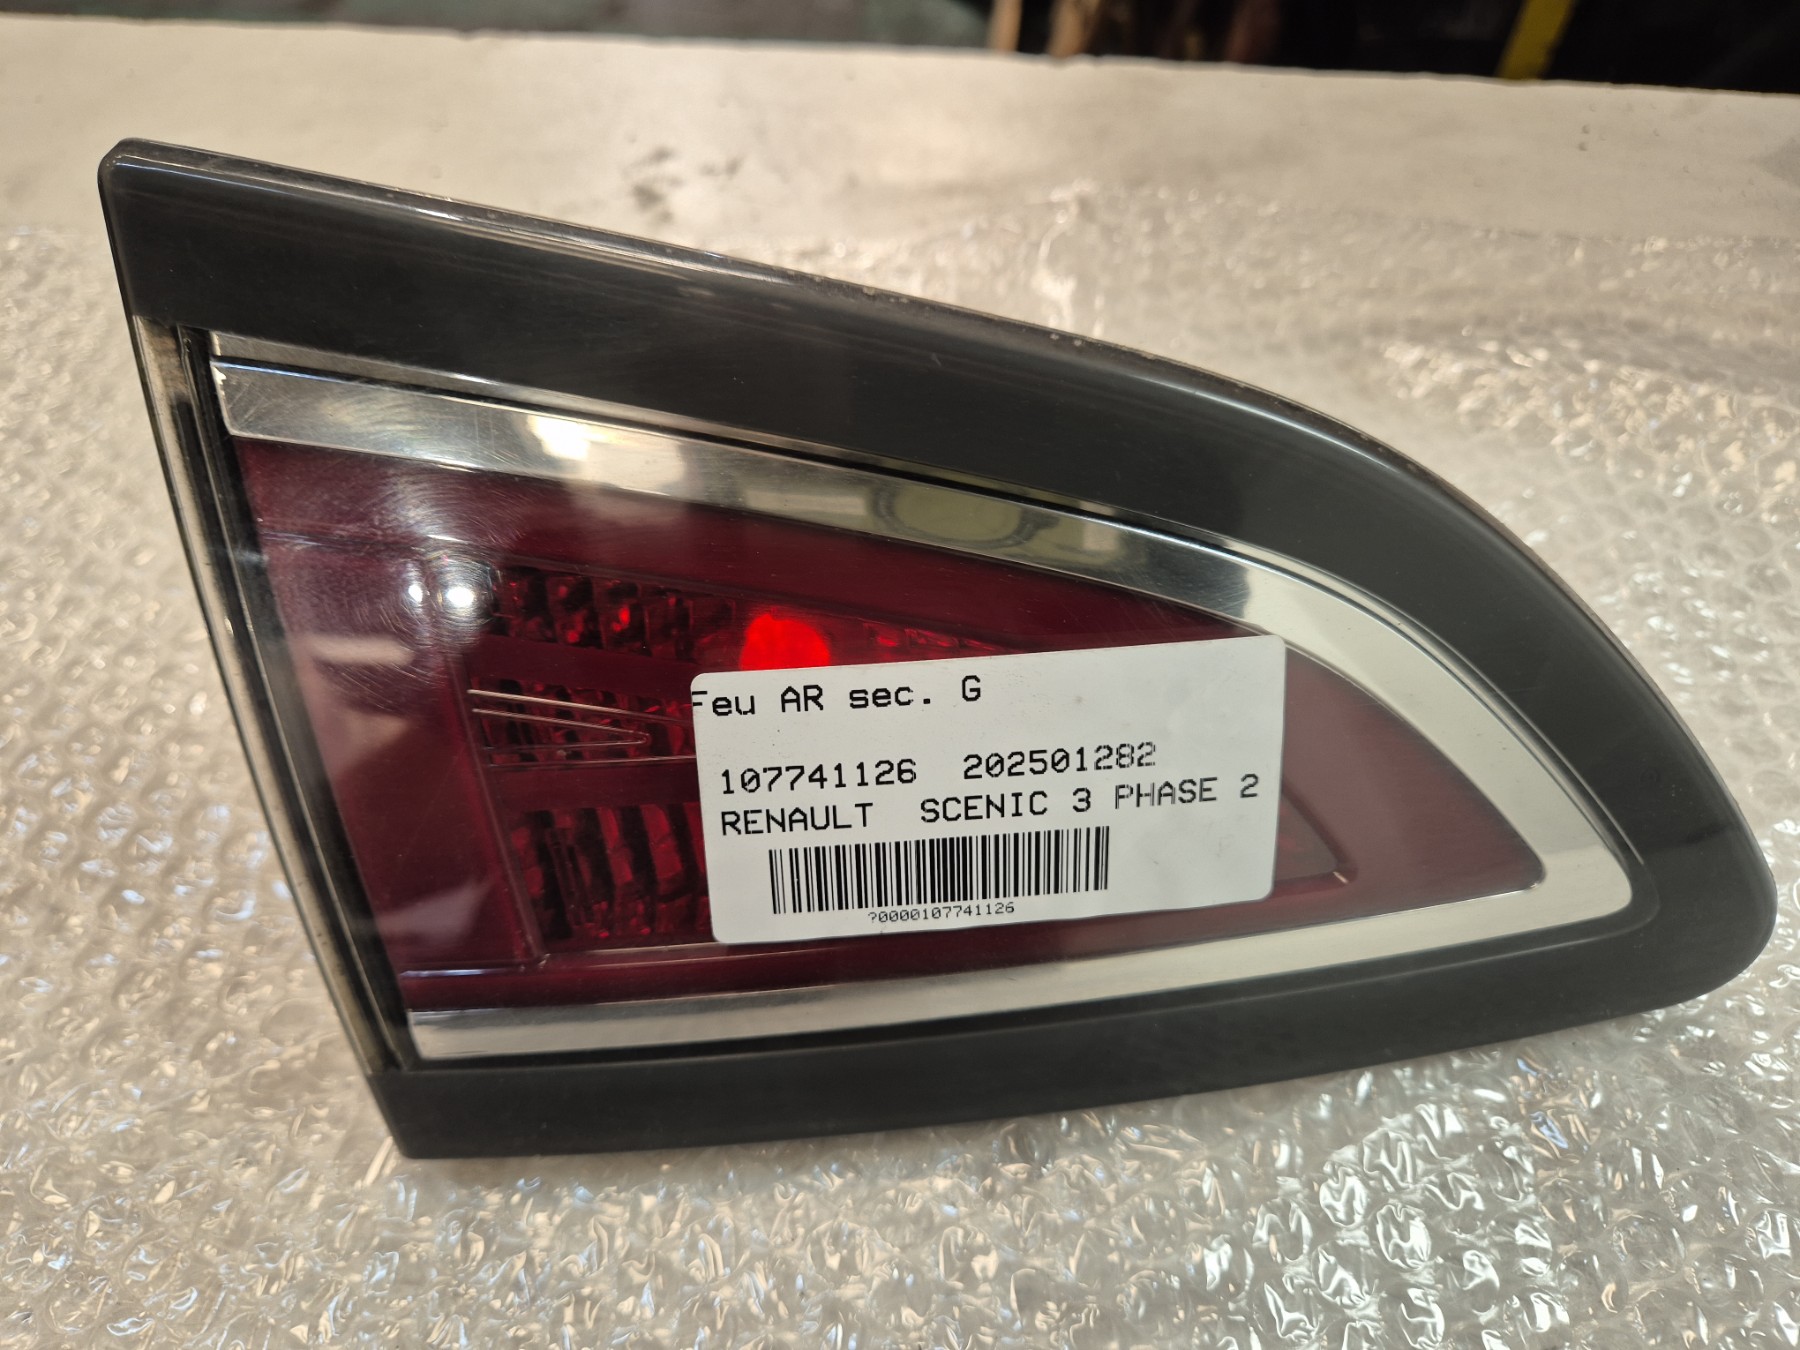 Feu AR sec. G
107741126 202501282
RENAULT SCENIC 3 PHASE 2
?0000107741126